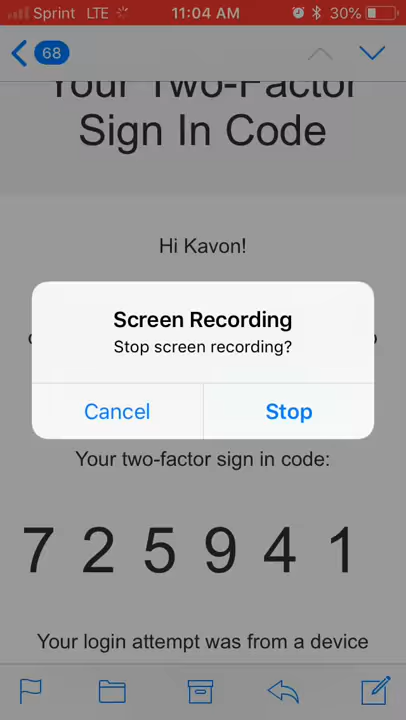 Sprint LTE 11:04 AM 30%
68
Your Two-Factor
Sign In Code
Hi Kavon!
Screen Recording
Stop screen recording?
Cancel Stop
Your two-factor sign in code:
7 2 5 9 4 1
Your login attempt was from a device